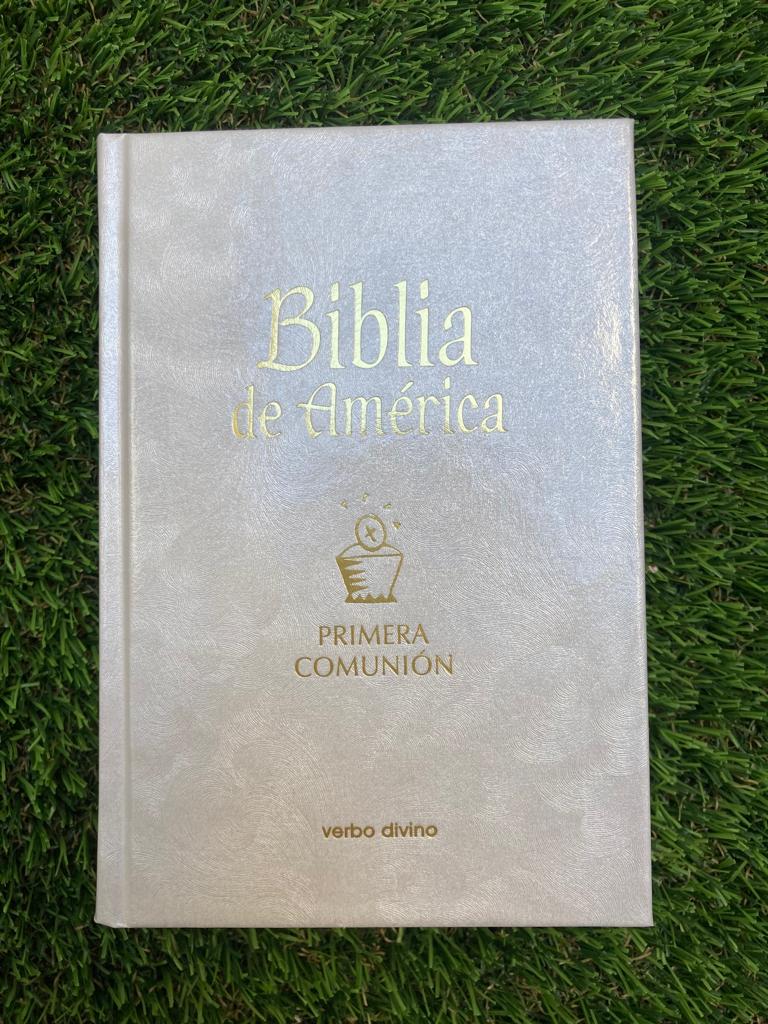 Biblia
de América
PRIMERA
COMUNIÓN
verbo divino